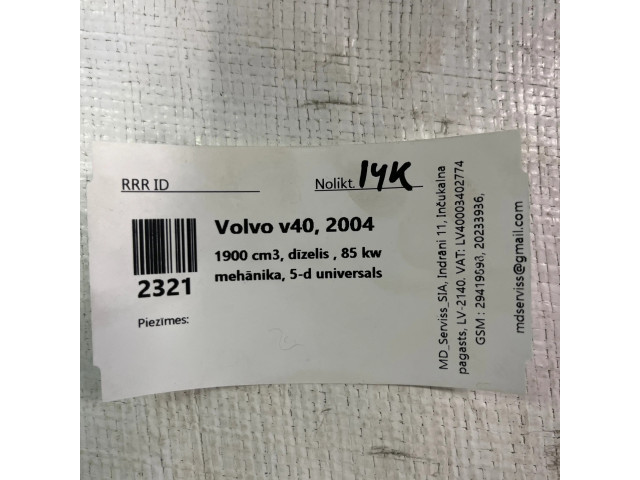 RRR ID
Nolikt. 14K
2321
Volvo v40, 2004
1900 cm3, dīzelis , 85 kw
mehānika, 5-d universals
Piezīmes:
MD_Serviss_SIA, Indrāni 11, Inčukalna
pagasts, LV-2140. VAT: LV40003402774
GSM : 29419698, 20233936,
mdserviss@gmail.com